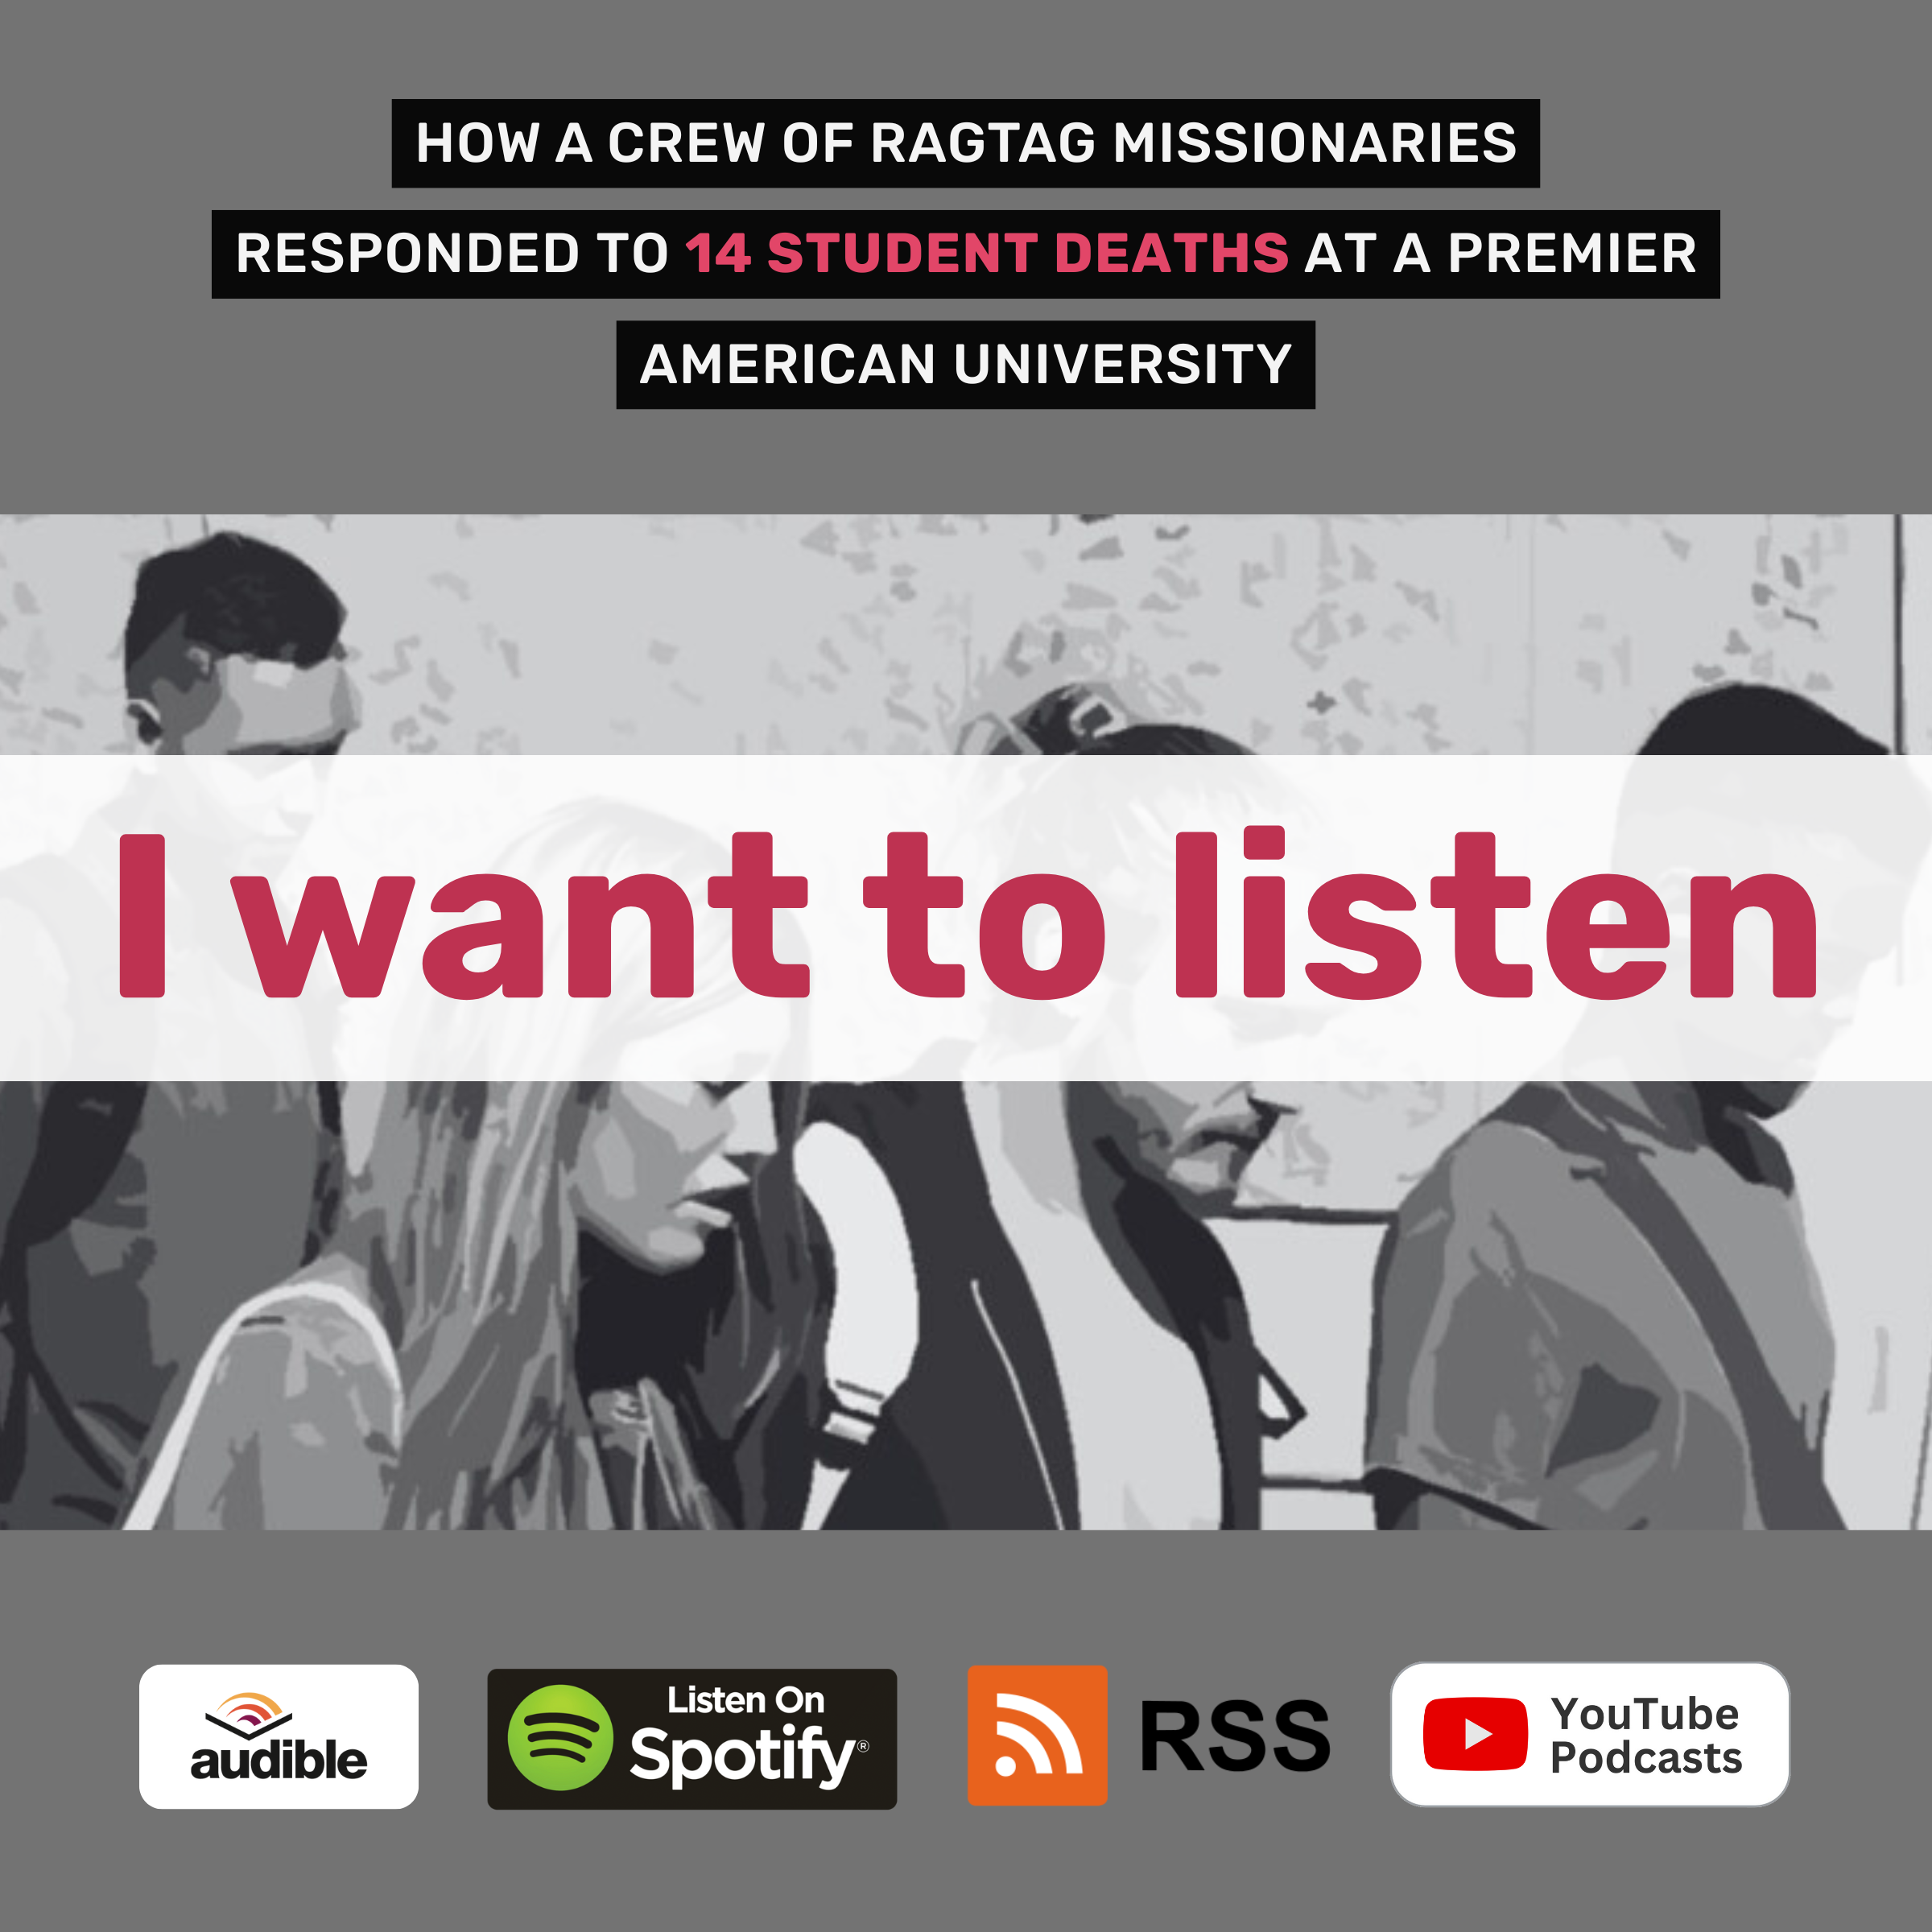 HOW A CREW OF RAGTAG MISSIONARIES
RESPONDED TO 14 STUDENT DEATHS AT A PREMIER
AMERICAN UNIVERSITY
I want to listen
audible
Listen On
Spotify®
RSS
YouTube
Podcasts